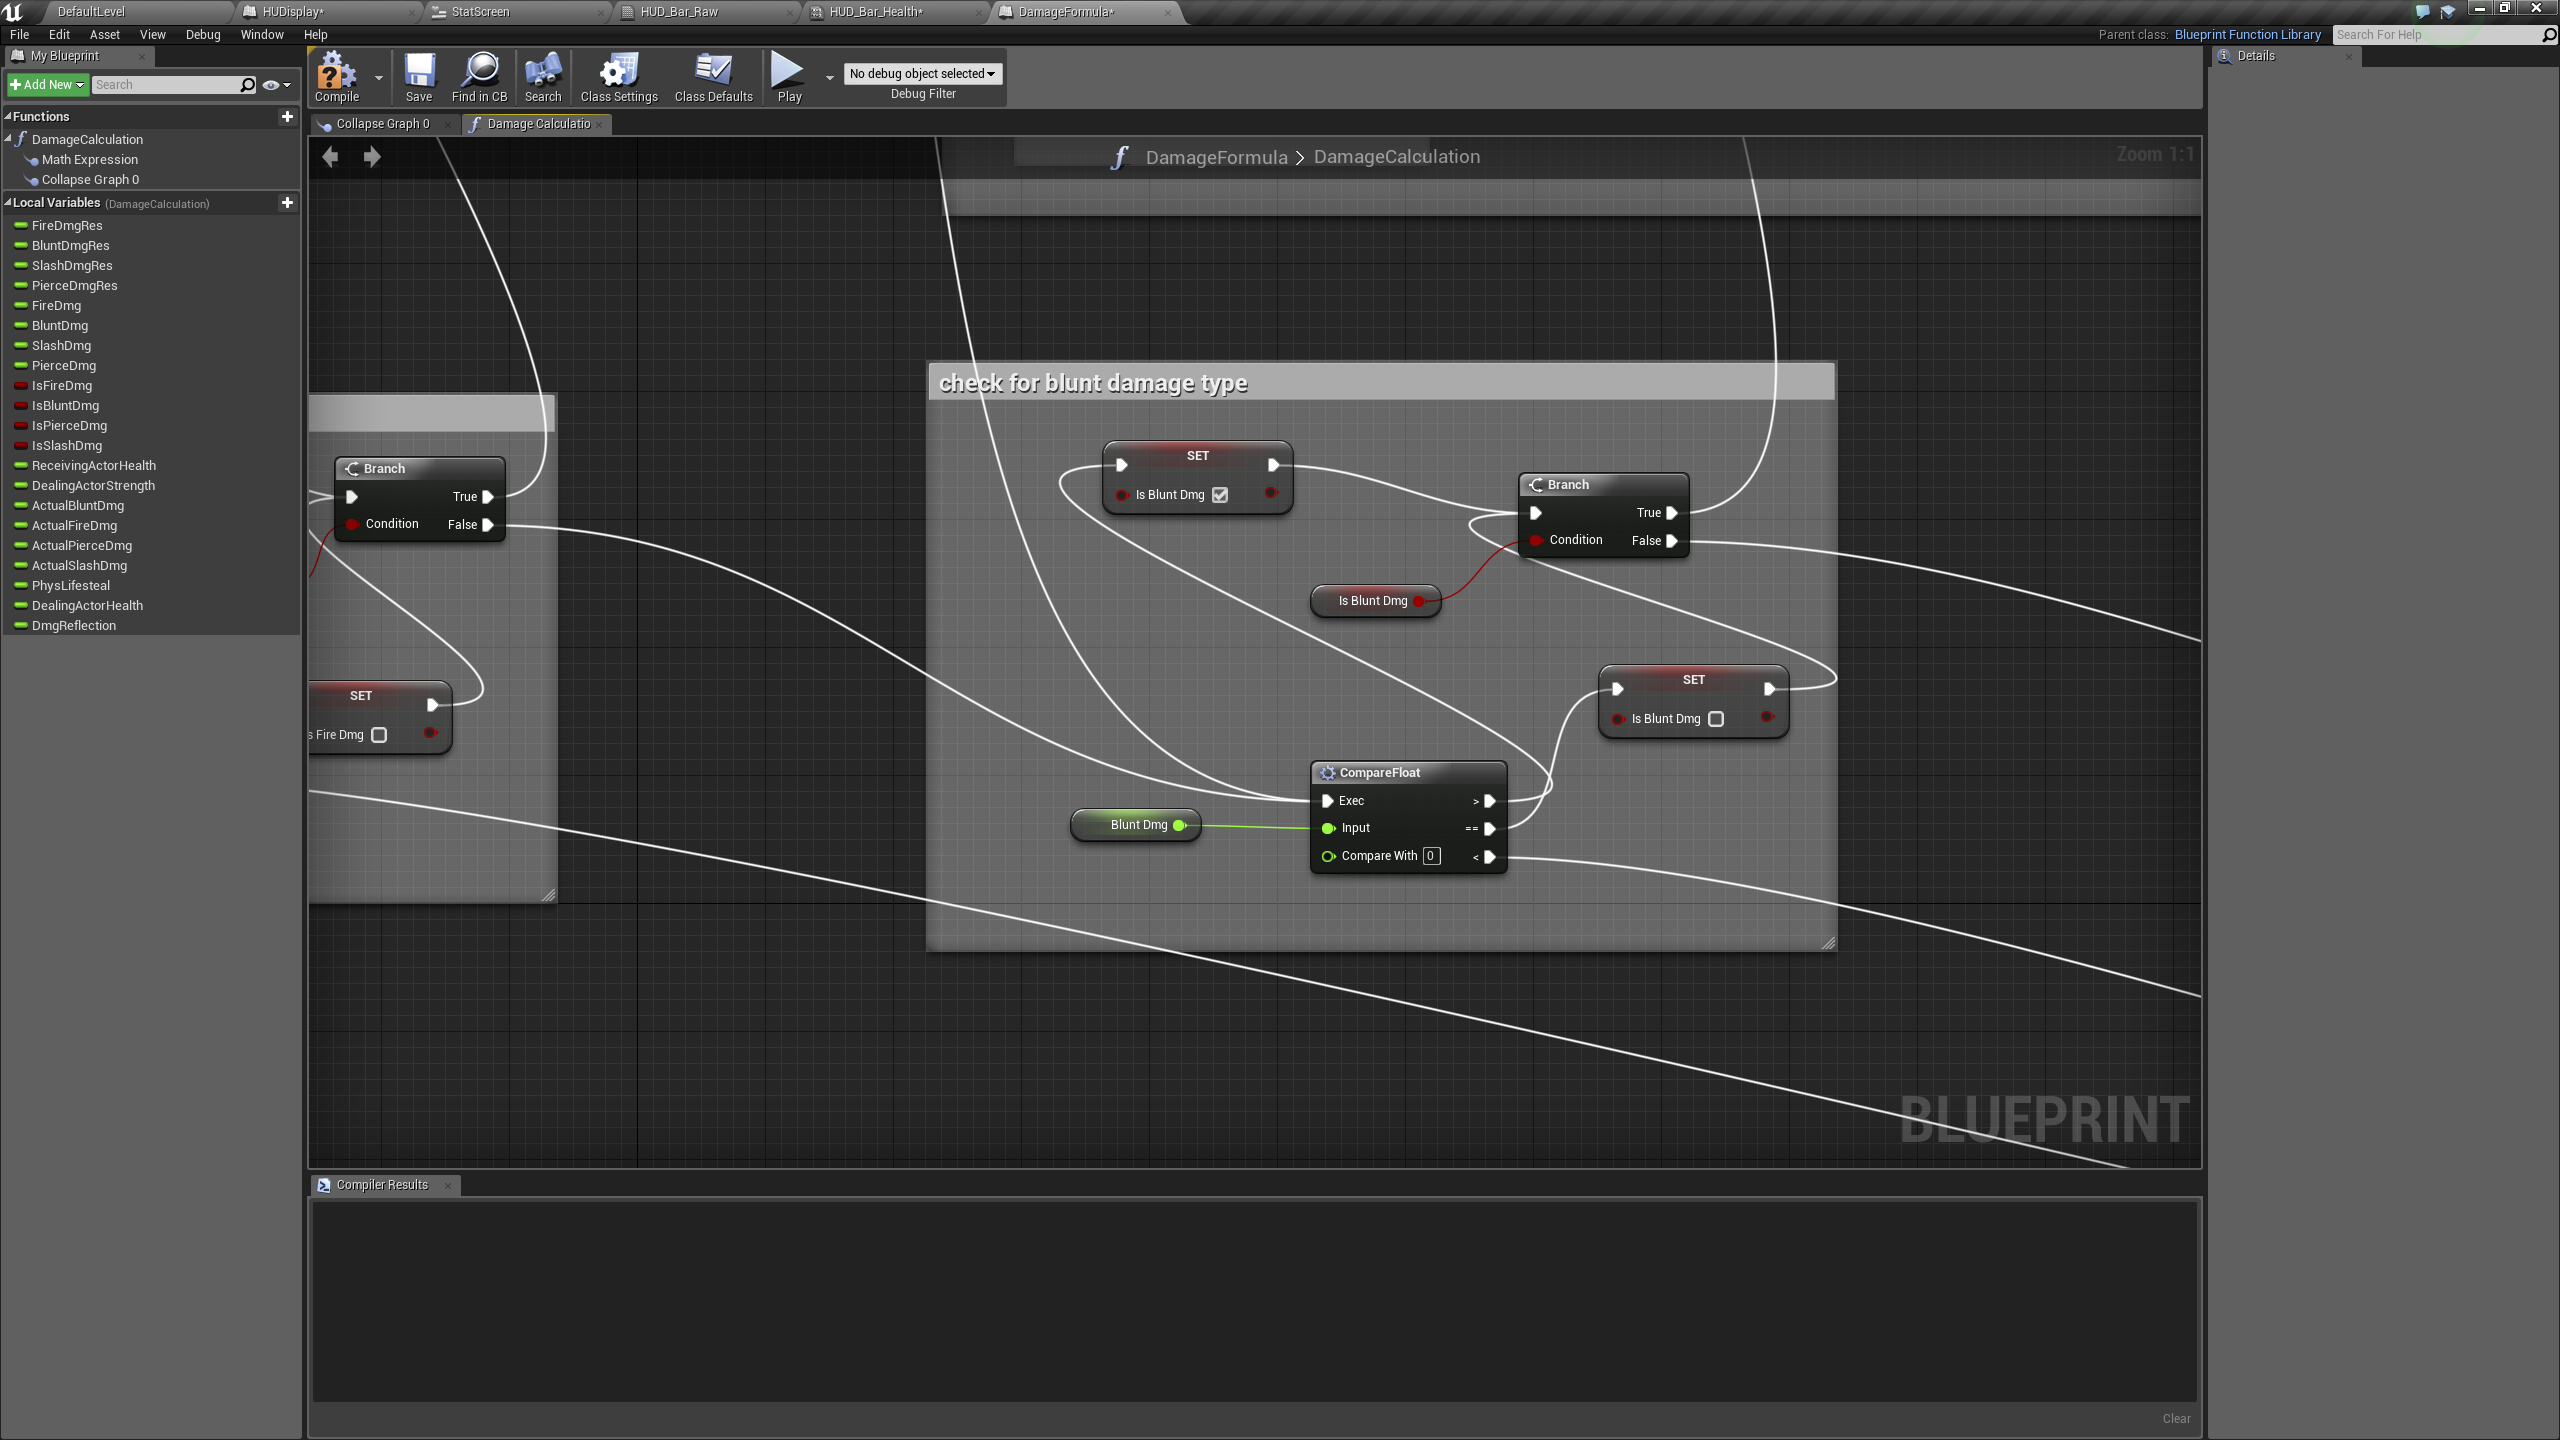 DefaultLevel
HUDisplay*
StatScreen
HUD_Bar_Raw
HUD_Bar_Health*
DamageFormula*
File Edit Asset View Debug Window Help
Parent class: Blueprint Function Library
Search For Help
My Blueprint
Details
Add New
Search
Compile
Save
Find in CB
Search
Class Settings
Class Defaults
Play
No debug object selected
Debug Filter
Functions
DamageCalculation
Math Expression
Collapse Graph 0
Local Variables (DamageCalculation)
FireDmgRes
BluntDmgRes
SlashDmgRes
PierceDmgRes
FireDmg
BluntDmg
SlashDmg
PierceDmg
IsFireDmg
IsBluntDmg
IsPierceDmg
IsSlashDmg
ReceivingActorHealth
DealingActorStrength
ActualBluntDmg
ActualFireDmg
ActualPierceDmg
ActualSlashDmg
PhysLifesteal
DealingActorHealth
DmgReflection
Collapse Graph 0
Damage Calculatio
DamageFormula > DamageCalculation
Zoom 1:1
Branch
True
Condition
False
SET
s Fire Dmg
check for blunt damage type
SET
Is Blunt Dmg
Branch
True
Condition
False
Is Blunt Dmg
SET
Is Blunt Dmg
CompareFloat
Exec >
Blunt Dmg
Input ==
Compare With 0 <
BLUEPRINT
Compiler Results
Clear